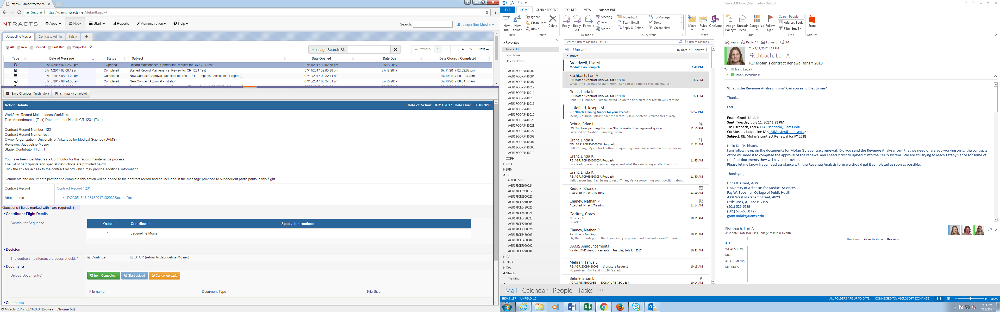 https://uams.ntracts.net/
Secure | https://uams.ntracts.net/default.aspx#
NTRACTS Apps Nbox Start Reports Administration Help Search: Jacqueline Mosier
Jacqueline Mosier Contracts Admin Kristy +
All New Opened Past Due Completed
Message Search: ← Previous 1 2 3 4 5 Next →
Type Date of Message Status Subject Date Opened Date Due Date Closed / Completed
07/11/2017 02:02:23 pm Opened Record Maintenance: Contributor Request for CR 1231 Test 07/11/2017 02:02:58 pm 07/18/2017
07/11/2017 02:00:19 pm Completed Started Record Maintenance: Review for CR 1231 Test 07/11/2017 02:00:38 pm 07/18/2017 07/11/2017 02:02:02 pm
07/10/2017 08:31:22 am Completed New Contract Approval submitted for 1281 (PRI - Employee Assistance Program) 07/10/2017 08:32:41 am 07/10/2017 08:32:43 am
07/10/2017 08:24:30 am Completed New Contract Approval - Initiation 07/10/2017 08:24:31 am 07/15/2017 07/10/2017 08:31:12 am
Save Changes (finish later) Finish (mark complete)
Action Details Date of Action: 07/11/2017 Date Due: 07/18/2017
Workflow: Record Maintenance Workflow
Title: Amendment 1 (Test) Department of Health CR 1231 (Test)
Contract Record Number: 1231
Contract Record Name: Test
Owner Organization: University of Arkansas for Medical Science (UAMS)
Reviewer: Jacqueline Mosier
Stage: Contributor Flight 1
You have been identified as a Contributor for this record maintenance process.
The list of participants and special instructions are provided below.
Click the link for access to the contract record which may provide additional information.
Comments and documents provided to complete this action will be added to the contract record and be included in the message provided to subsequent participants in this flight.
Contract Record Contract Record 1231
Attachments: • DOC051517-05152017132033SecondDoc
Questions ( fields marked with * are required. )
• Contributor Flight Details
Contributor Sequence Order Contributor Special Instructions
1 Jacqueline Mosier
• Decision
The contract maintenance process should: * Continue STOP (return to Jacqueline Mosier)
• Documents
Upload Document(s) from Computer... Start upload Cancel uploads
File name Document Type File Size
• Comments
© Ntracts 2017 v2.16.8.9 (Browser: Chrome 59)
Inbox - JMMosier@uams.edu - Outlook
FILE HOME SEND / RECEIVE FOLDER VIEW Nuance PDF
New Email New Items
New
Ignore Clean Up Junk Delete
Delete
Reply Reply All Forward Meeting IM More
Respond
Move to: ? To Manager
Team Email Done
Reply & Delete Create New
Quick Steps
Move Rules OneNote
Move
Assign Policy Unread/ Read Categorize Follow Up
Tags
Search People
Address Book
Filter Email
Find
Store
Add-ins
Favorites
Inbox 12
Sent Items
Deleted Items
AGR16COP5440002
AGR17COP5440004
AGR17COP5440007
AGR17COP5440012
AGR17COP5440014
AGR17COP5440015
AGR17COP5440017
AGR17COP5440018
AGR17COP5440019
AGR17COP5440020
AGR17COP5440021
AGR17COP5440022
AGR18COP5440003
AGR18COP5440004
AGR18COP5440005
AGR18COP5440018
COPH
CPH
ERBx
ICE
4600037797
AGR17ICE5640024
AGR17ICE5960017
AGR17ICE5960027
AGR17ICE6210005
AGR17ICE6480020
AGR17ICE6480021
AGR17ICE6480023
AGR17ICE7270008
AGR17ICE7380026
AGR18ICE6460003
AGR18ICE6460004
AGR18ICE7020002
AGR18ICE7270001
ICS
INFO
IOA
Ntracts
Training
Search Current Mailbox (Ctrl+E) Current Mailbox
All Unread By Date Newest ↓
Today
Broadwell, Lisa M
Module Two Complete 1:48 PM
Fischbach, Lori A
RE: Mofan's contract Renewal for FY 2018 1:25 PM
What is the Revenue Analysis From? Can you send that to me? Thanks, Lori
Grant, Linda K
RE: Mofan's contract Renewal for FY 2018 1:23 PM
Hello Dr. Fischbach, I am following up on the documents for Mofan Gu's contract
Littlefield, Joseph M
RE: Ntracts Training Guides for your Records 12:52 PM
Jackie, Could you please have the record 123456 deleted? I created this dummy
Behrle, Brian L
FW: You have pending items on Ntracts contract management system 11:55 AM
I received notification. Sincerely, Brian
Grant, Linda K
FW: AGR17CPH8450003A Requests 11:51 AM
Hello Tiffany, My contracts office is requesting more documentation for the renewal
Grant, Linda K
RE: AGR17CPH8450003A Requests 11:45 AM
I am reading over the contract again, and what they are listing as attachments is
Grant, Linda K
RE: AGR17CPH8450003A Requests 11:40 AM
Hello Jacqueline, I am trying to reach Tiffany Vance concerning your questions about
Reddix, Rhonda
Accepted: Ntracts Training 11:19 AM
Chaney, Nathan P.
Accepted: Ntracts Training 11:14 AM
Godfrey, Corey
Ntracts Info 10:31 AM
Hi Jackie,
Chaney, Nathan P.
Re: Ntracts Training 10:21 AM
Ok, that sounds good. Thank you. Can you please send a calendar invite? Thanks,
UAMS Announcements
Inside UAMS Announcements -- Tuesday, July 11, 2017 10:21 AM
Mehran, Tanya L
RE: AGR18ICE6460003 --- Signature Request 10:15 AM
No problem. I will add it to Bill's stack.
Behrle, Brian L
AGR17REP5690005B --- SIGNATURE REQUEST 10:14 AM
Reply Reply All Forward IM
Tue 7/11/2017 1:25 PM
Fischbach, Lori A
RE: Mofan's contract Renewal for FY 2018
To Grant, Linda K
Cc Mosier, Jacqueline M
What is the Revenue Analysis From? Can you send that to me?
Thanks,
Lori
From: Grant, Linda K
Sent: Tuesday, July 11, 2017 1:23 PM
To: Fischbach, Lori A <LAFischbach@uams.edu>
Cc: Mosier, Jacqueline M <JMMosier@uams.edu>
Subject: RE: Mofan's contract Renewal for FY 2018
Hello Dr. Fischbach,
I am following up on the documents for Mofan Gu's contract renewal. Did you send the Revenue Analysis form that we need or are you working on it. the contracts
office will need it to complete the approval of the renewal and I need it first to upload it into the CMTS system. We are still trying to reach Tiffany Vance for some of
the final documents they will have to provide.
Please let me know if you need assistance with the Revenue Analysis form we should get it completed as soon as possible.
Thank you,
Linda K. Grant, AGS
University of Arkansas for Medical Sciences
Fay W. Boozman College of Public Health
4301 West Markham Street, #820
Little Rock, AR 72205-7199
(501) 526-6639
(501) 526-6650 Fax
grantlindak@uams.edu
Fischbach, Lori A
Associate Professor CPH College of Public Health
ALL
WHAT'S NEW
MAIL
ATTACHMENTS
MEETINGS
There are no items to show in this view.
Mail Calendar People Tasks ...
ITEMS: 187 UNREAD: 12 ALL FOLDERS ARE UP TO DATE. CONNECTED TO: MICROSOFT EXCHANGE 100%
2:03 PM
7/11/2017